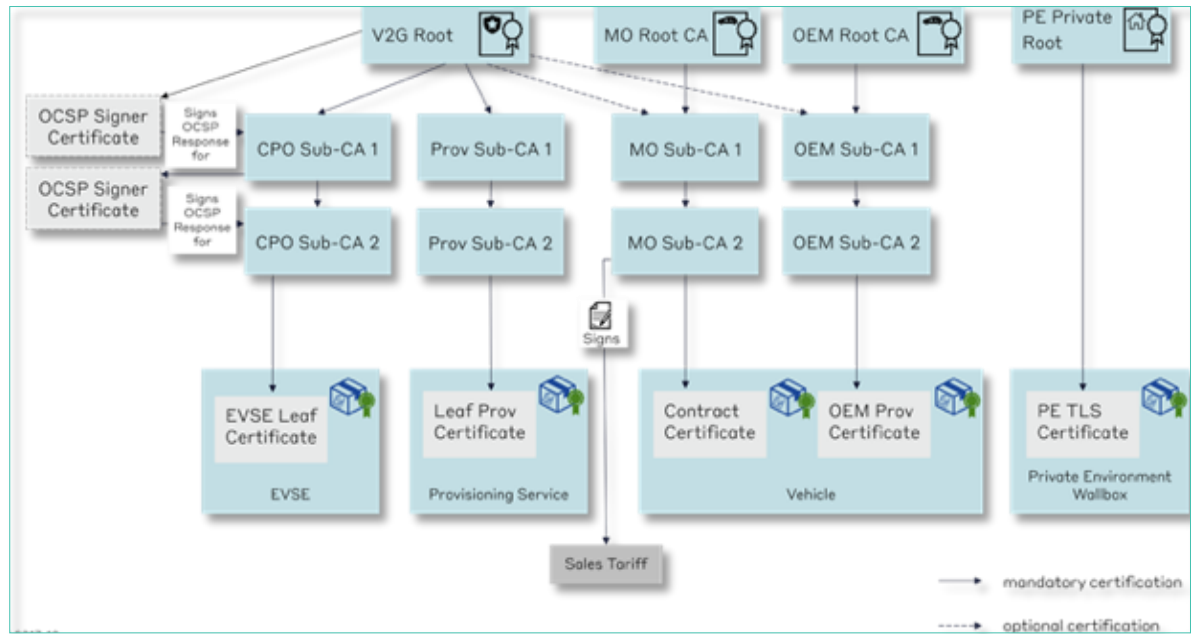 V2G Root
MO Root CA
OEM Root CA
PE Private
Root
OCSP Signer
Certificate
Signs
OCSP
Response
for
CPO Sub-CA 1
Prov Sub-CA 1
MO Sub-CA 1
OEM Sub-CA 1
OCSP Signer
Certificate
Signs
OCSP
Response
for
CPO Sub-CA 2
Prov Sub-CA 2
MO Sub-CA 2
OEM Sub-CA 2
Signs
EVSE Leaf
Certificate
EVSE
Leaf Prov
Certificate
Provisioning Service
Contract
Certificate
OEM Prov
Certificate
Vehicle
PE TLS
Certificate
Private Environment
Wallbox
Sales Tariff
mandatory certification
optional certification